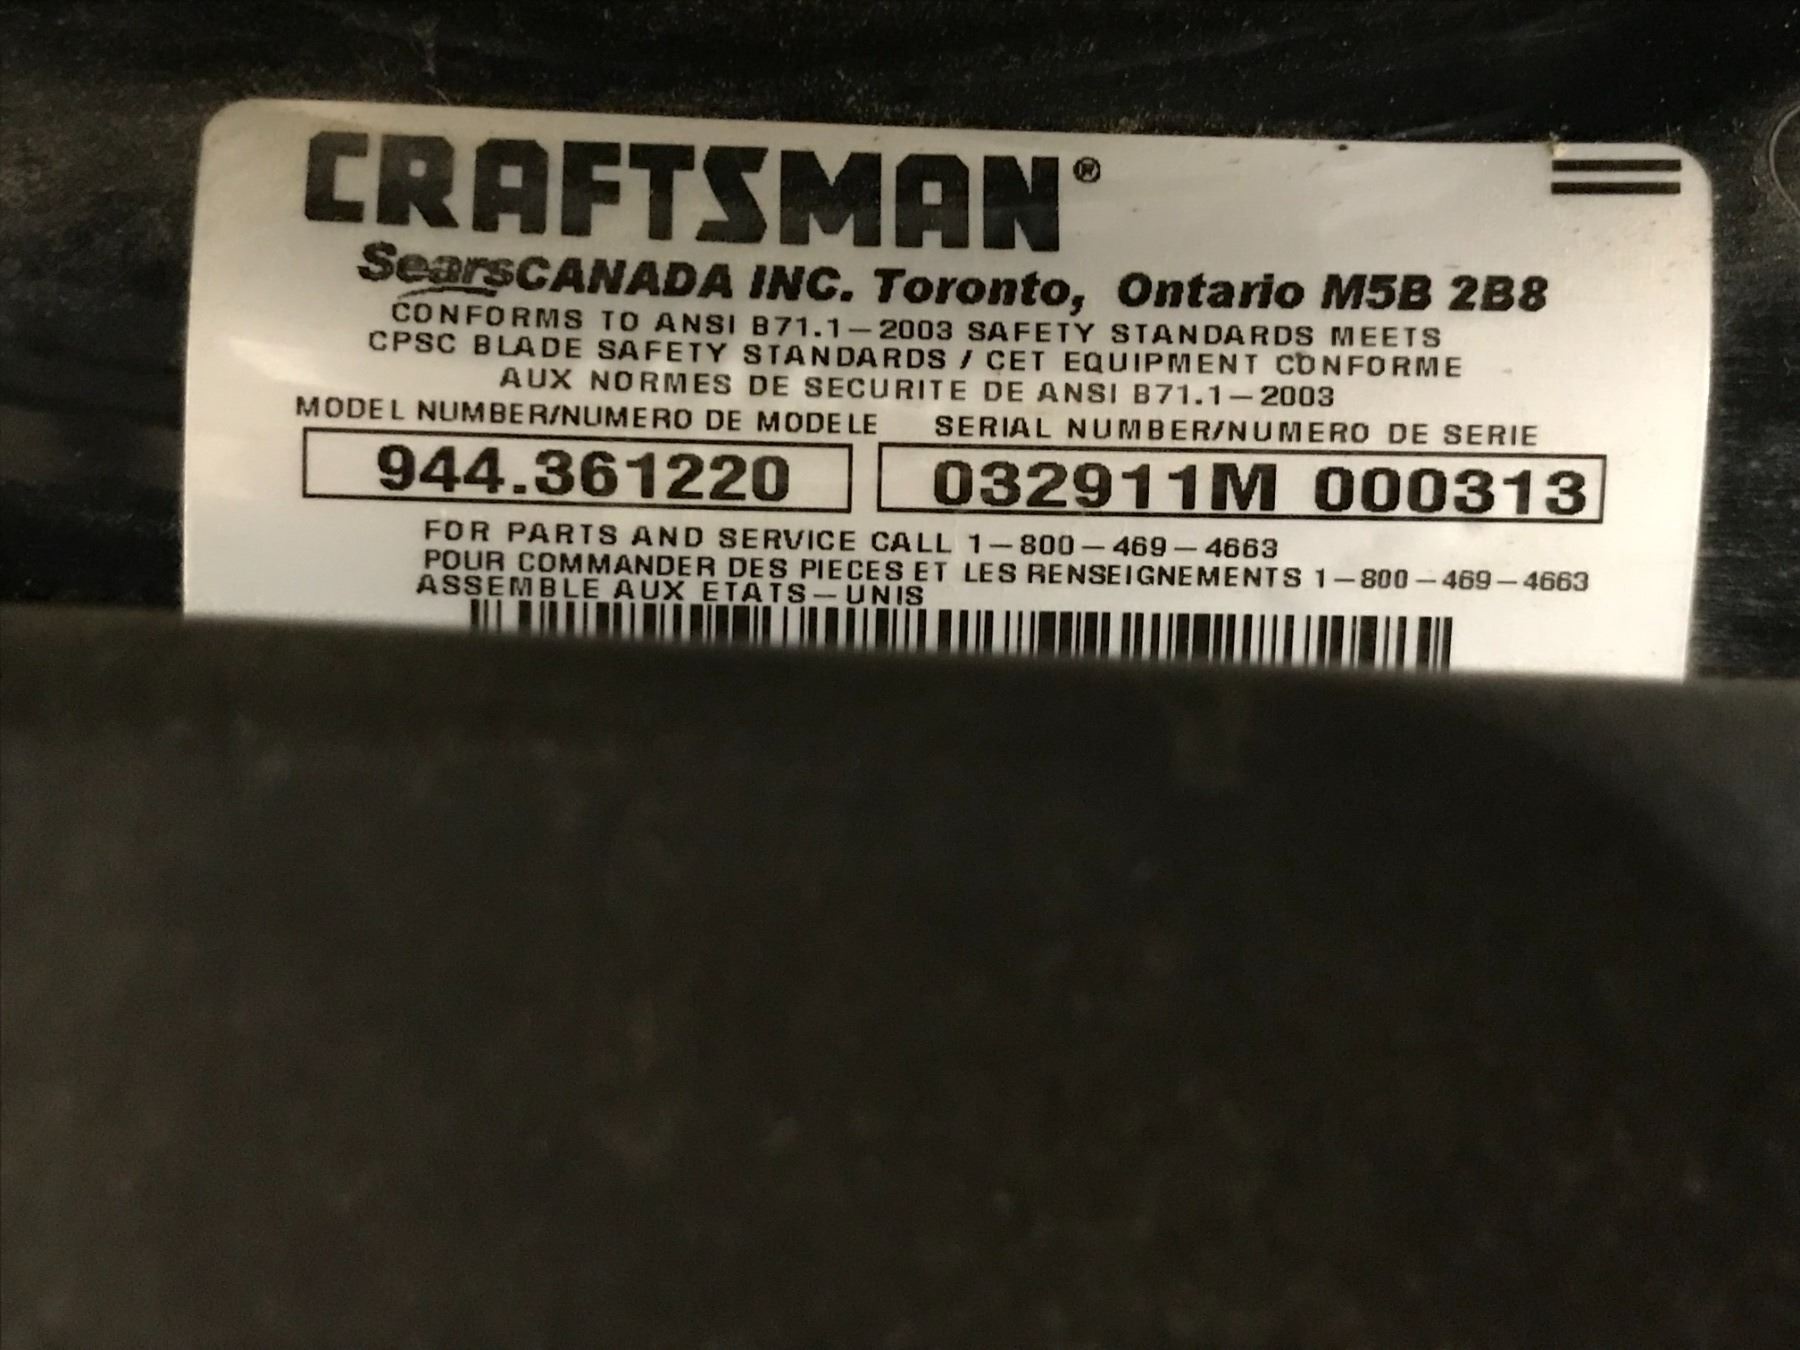 CRAFTSMAN®
Sears CANADA INC. Toronto, Ontario M5B 2B8
CONFORMS TO ANSI B71.1-2003 SAFETY STANDARDS MEETS
CPSC BLADE SAFETY STANDARDS / CET EQUIPMENT CONFORME
AUX NORMES DE SECURITE DE ANSI B71.1-2003
MODEL NUMBER/NUMERO DE MODELE SERIAL NUMBER/NUMERO DE SERIE
944.361220 032911M 000313
FOR PARTS AND SERVICE CALL 1-800-469-4663
POUR COMMANDER DES PIECES ET LES RENSEIGNEMENTS 1-800-469-4663
ASSEMBLE AUX ETATS-UNIS